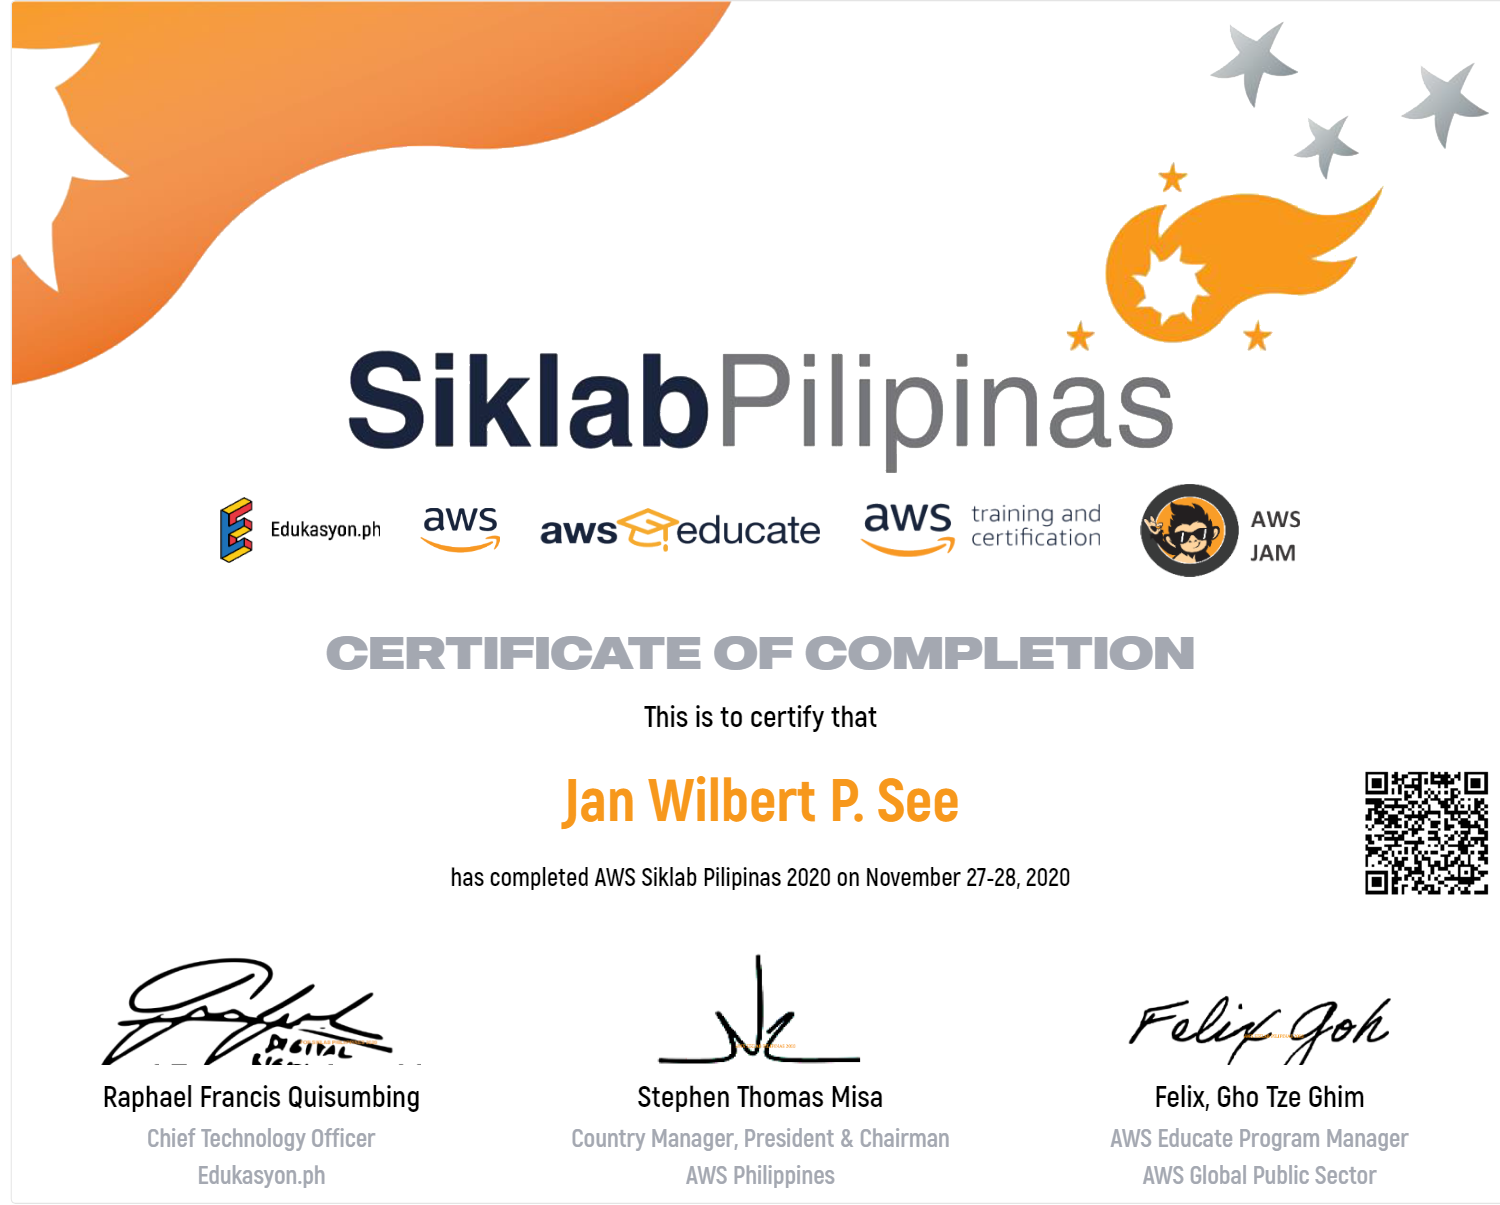 SiklabPilipinas
Edukasyon.ph
aws
aws educate
aws training and certification
AWS JAM
CERTIFICATE OF COMPLETION
This is to certify that
Jan Wilbert P. See
has completed AWS Siklab Pilipinas 2020 on November 27-28, 2020
DIGITAL
Felix Goh
Raphael Francis Quisumbing
Stephen Thomas Misa
Felix, Gho Tze Ghim
Chief Technology Officer
Country Manager, President & Chairman
AWS Educate Program Manager
Edukasyon.ph
AWS Philippines
AWS Global Public Sector